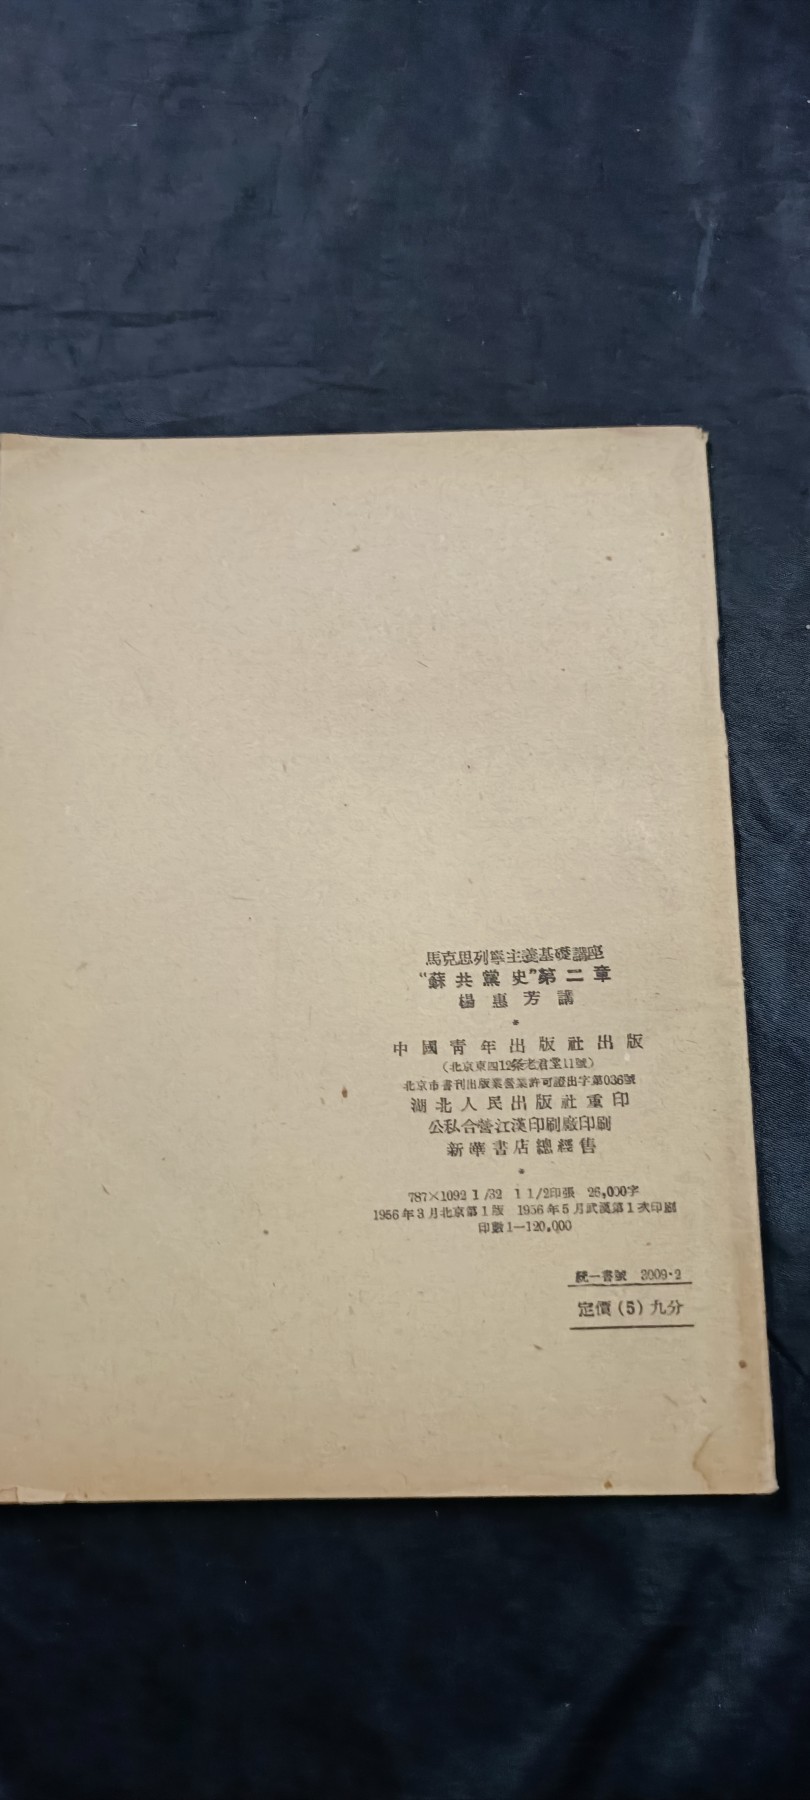 馬克思列寧主義基礎講座
“蘇共黨史”第二章
楊惠芳講
*
中國靑年出版社出版
(北京東四12条老君堂11號)
北京市書刊出版業營業許可證出字第036號
湖北人民出版社重印
公私合营江漢印刷廠印刷
新華書店總經售
*
787×1092 1/32 1 1/2印張 26,000字
1956年3月北京第1版 1956年5月武漢第1次印刷
印數1—120,000
統一書號 3009·2
定價(5)九分